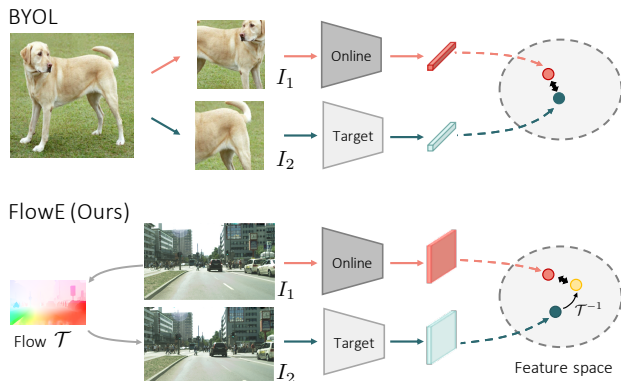 BYOL
I₁
Online
I₂
Target
FlowE (Ours)
I₁
Online
Flow 𝒯
I₂
Target
𝒯⁻¹
Feature space